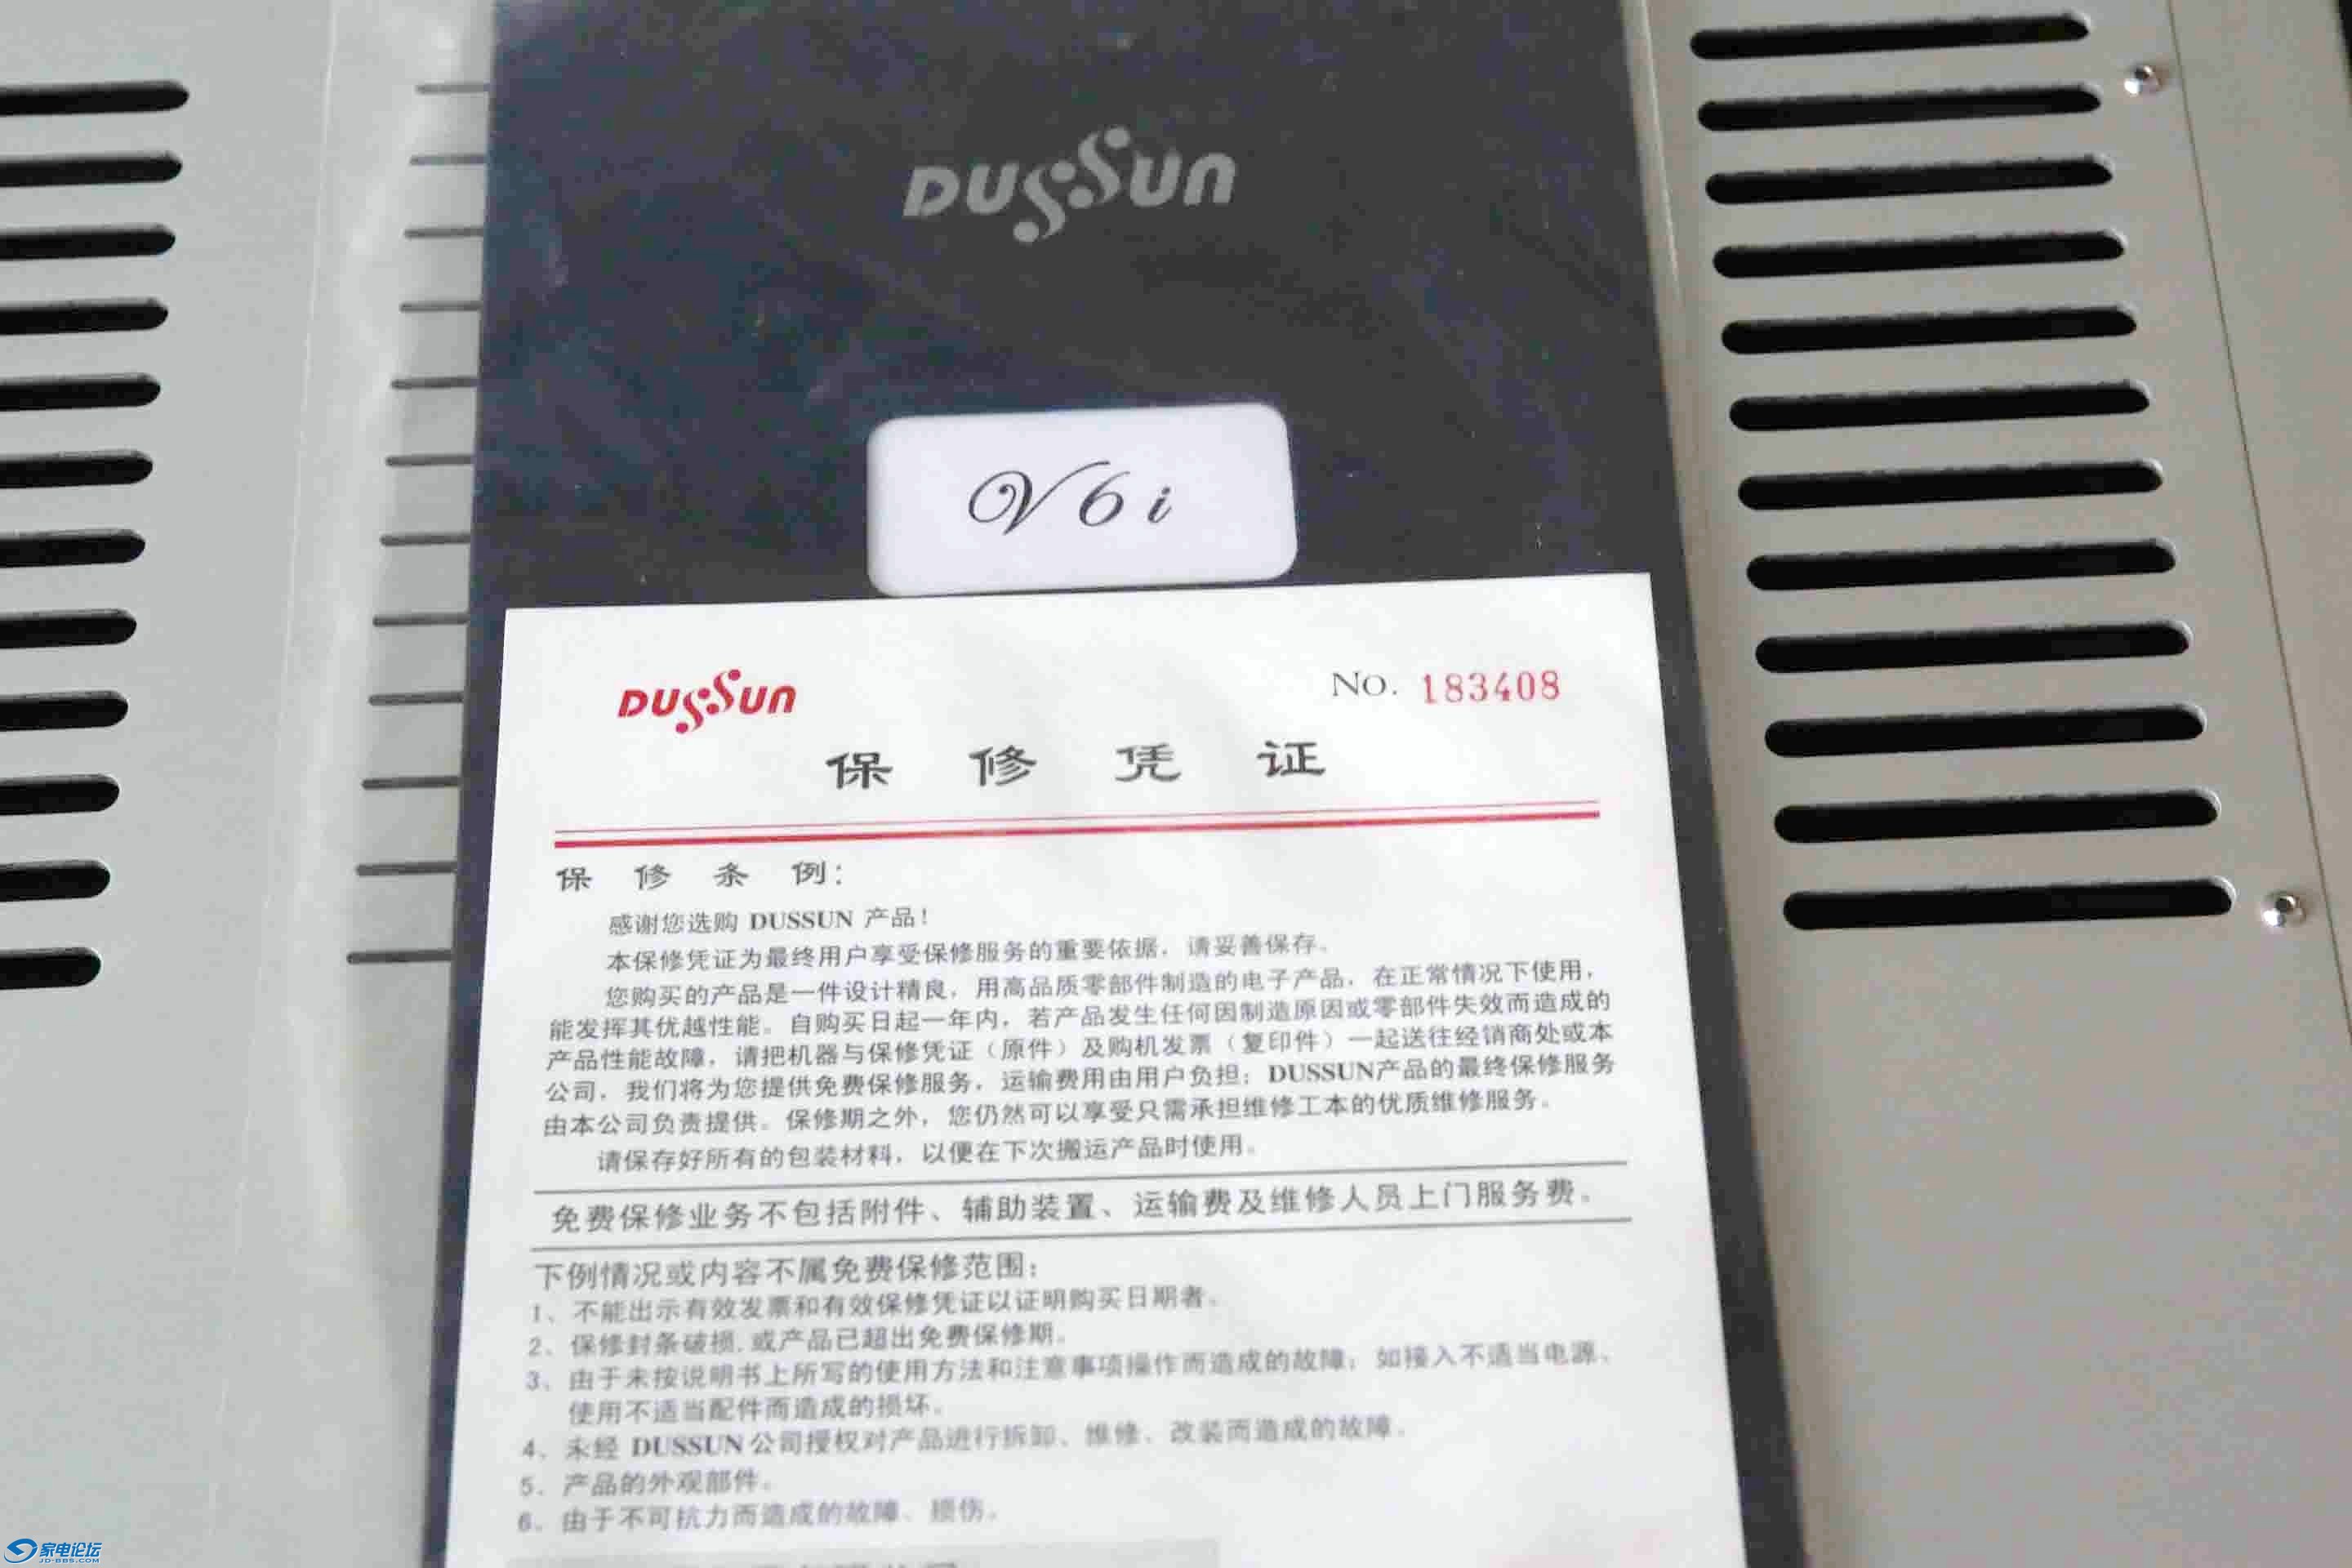 DUSSUN
V6i
DUSSUN
No. 183408
保 修 凭 证
保 修 条 例：
感谢您选购 DUSSUN 产品！
本保修凭证为最终用户享受保修服务的重要依据，请妥善保存。
您购买的产品是一件设计精良，用高品质零部件制造的电子产品，在正常情况下使用，
能发挥其优越性能。自购买日起一年内，若产品发生任何因制造原因或零部件失效而造成的
产品性能故障，请把机器与保修凭证（原件）及购机发票（复印件）一起送往经销商处或本
公司，我们将为您提供免费保修服务，运输费用由用户负担；DUSSUN产品的最终保修服务
由本公司负责提供。保修期之外，您仍然可以享受只需承担维修工本的优质维修服务。
请保存好所有的包装材料，以便在下次搬运产品时使用。
免费保修业务不包括附件、辅助装置、运输费及维修人员上门服务费。
下例情况或内容不属免费保修范围：
1、不能出示有效发票和有效保修凭证以证明购买日期者。
2、保修封条破损，或产品已超出免费保修期。
3、由于未按说明书上所写的使用方法和注意事项操作而造成的故障；如接入不适当电源、
使用不适当配件而造成的损坏。
4、未经 DUSSUN 公司授权对产品进行拆卸、维修、改装而造成的故障。
5、产品的外观部件。
6、由于不可抗力而造成的故障、损伤。
家电论坛
JD-BBS.COM